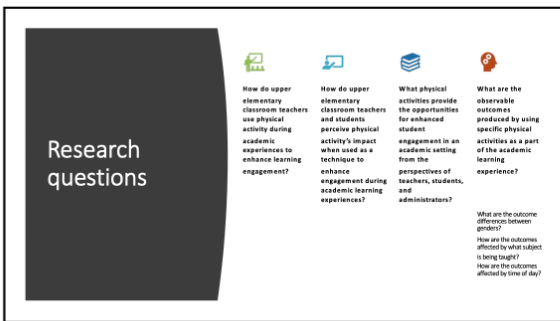 Research
questions
How do upper
elementary
classroom teachers
use physical
activity during
academic
experiences to
enhance learning
engagement?
How do upper
elementary
classroom teachers
and students
perceive physical
activity's impact
when used as a
technique to
enhance
engagement during
academic learning
experiences?
What physical
activities provide
the opportunities
for enhanced
student
engagement in an
academic setting
from the
perspectives of
teachers, students,
and
administrators?
What are the
observable
outcomes
produced by using
specific physical
activities as a part
of the academic
learning
experience?
What are the outcome
differences between
genders?
How are the outcomes
affected by what subject
is being taught?
How are the outcomes
affected by time of day?